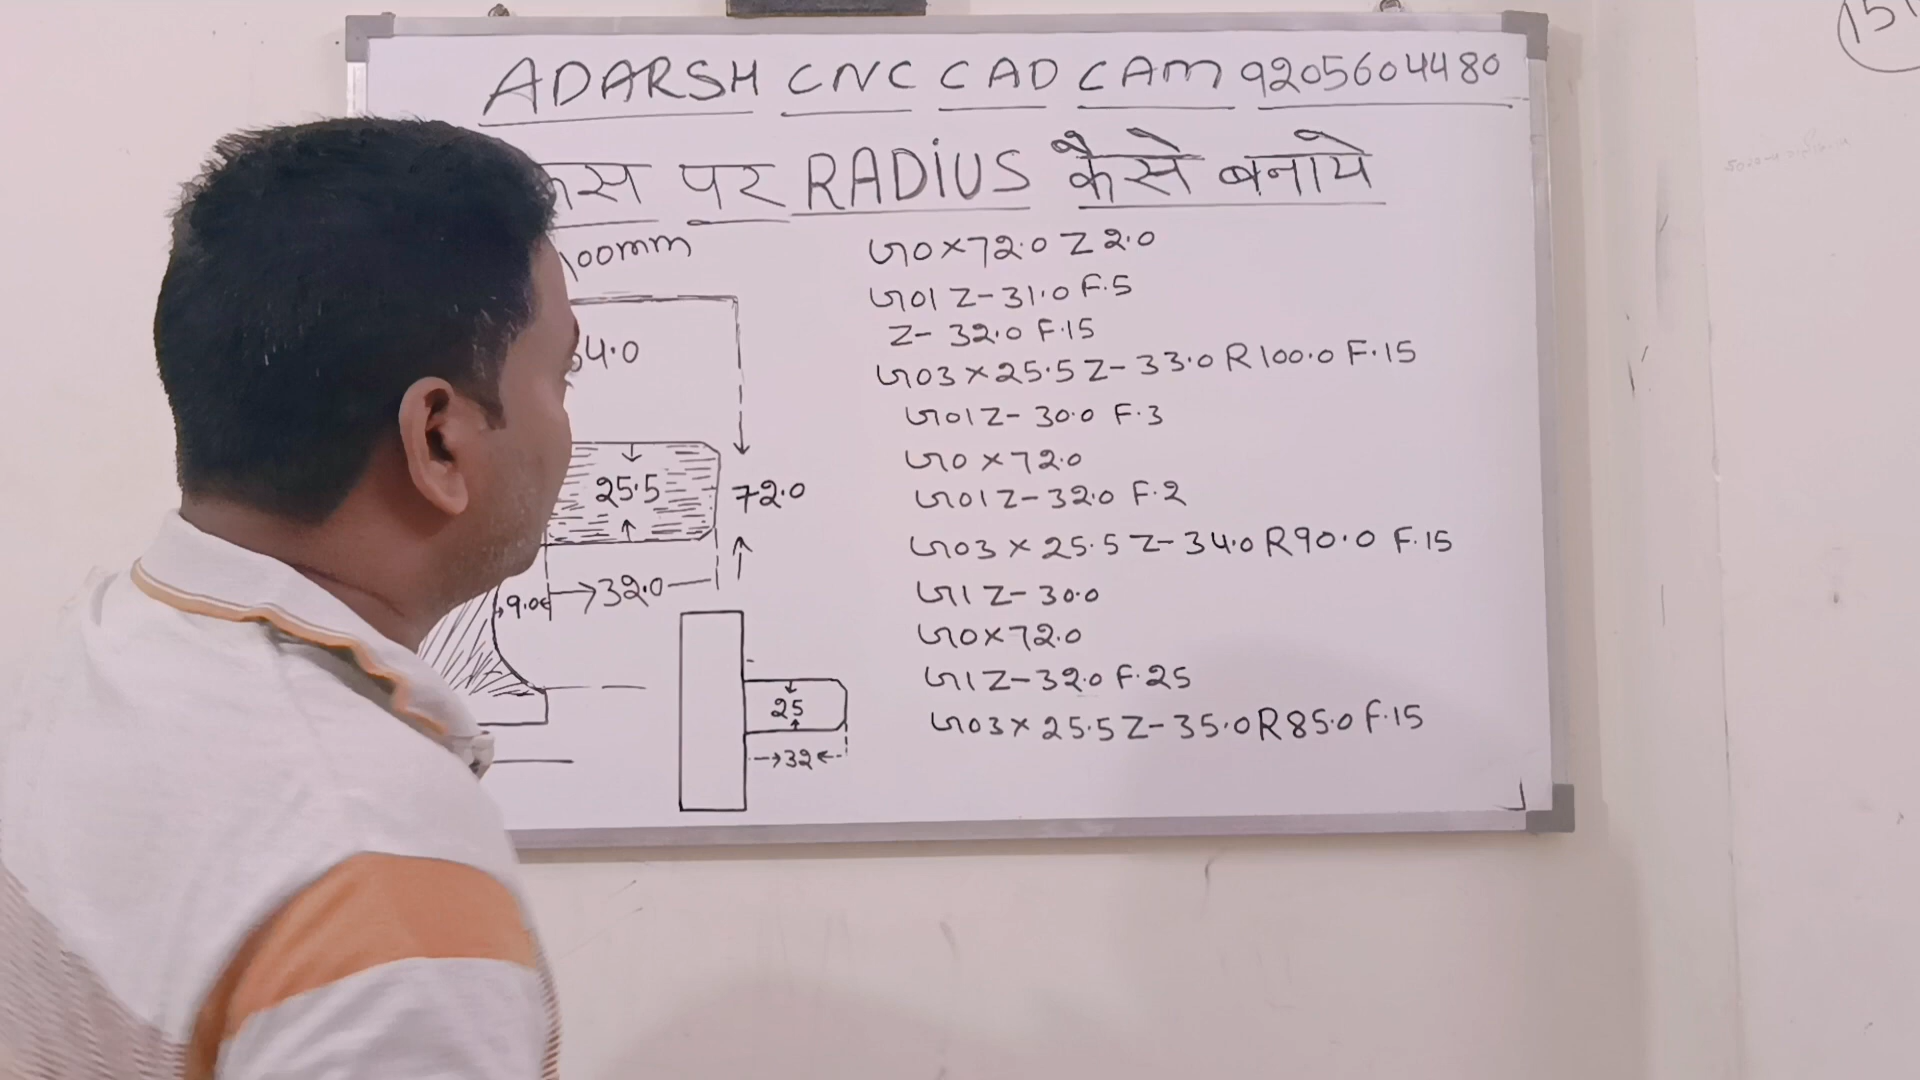 ADARSH CNC CAD CAM 9205604480
पर RADIUS कैसे बनाये
100mm
34.0
25.5
72.0
9.0
32.0
25
32
G0 X72.0 Z2.0
G01 Z-31.0 F.5
Z-32.0 F.15
G03 X25.5 Z-33.0 R100.0 F.15
G01 Z-30.0 F.3
G0 X72.0
G01 Z-32.0 F.2
G03 X25.5 Z-34.0 R90.0 F.15
G1 Z-30.0
G0 X72.0
G1 Z-32.0 F.25
G03 X25.5 Z-35.0 R85.0 F.15